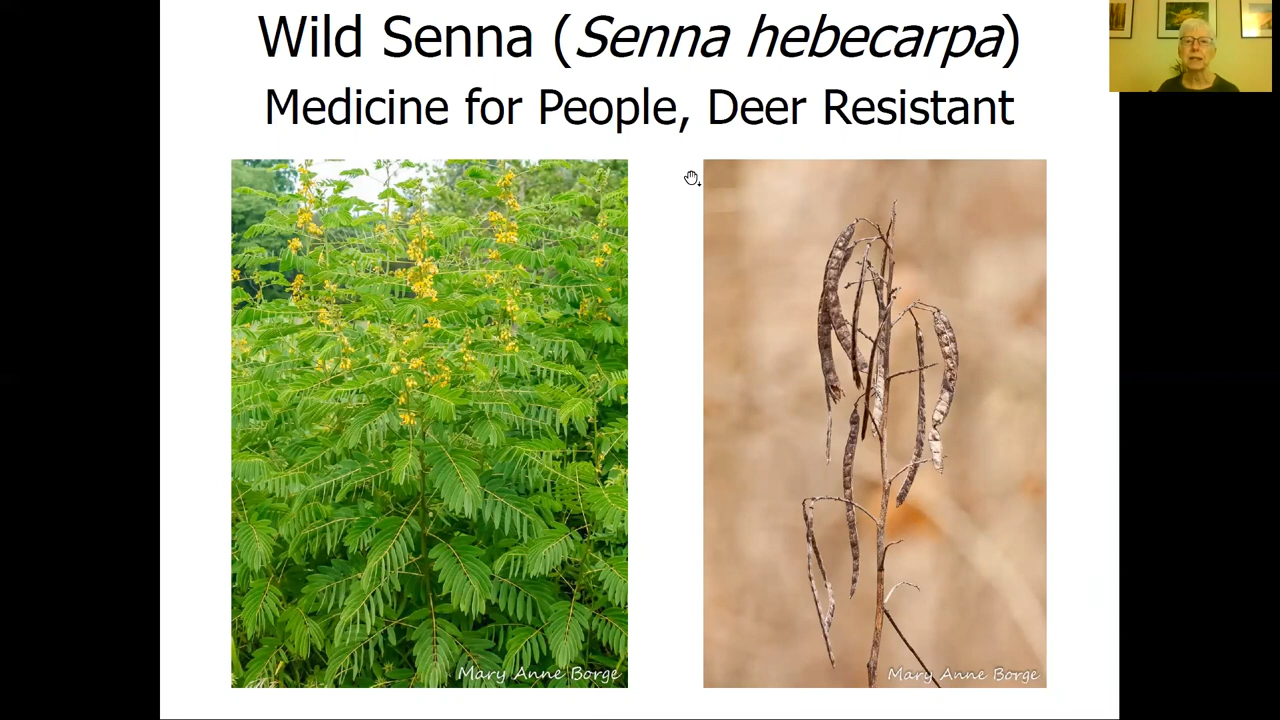 Wild Senna (Senna hebecarpa)
Medicine for People, Deer Resistant
Mary Anne Borge
Mary Anne Borge